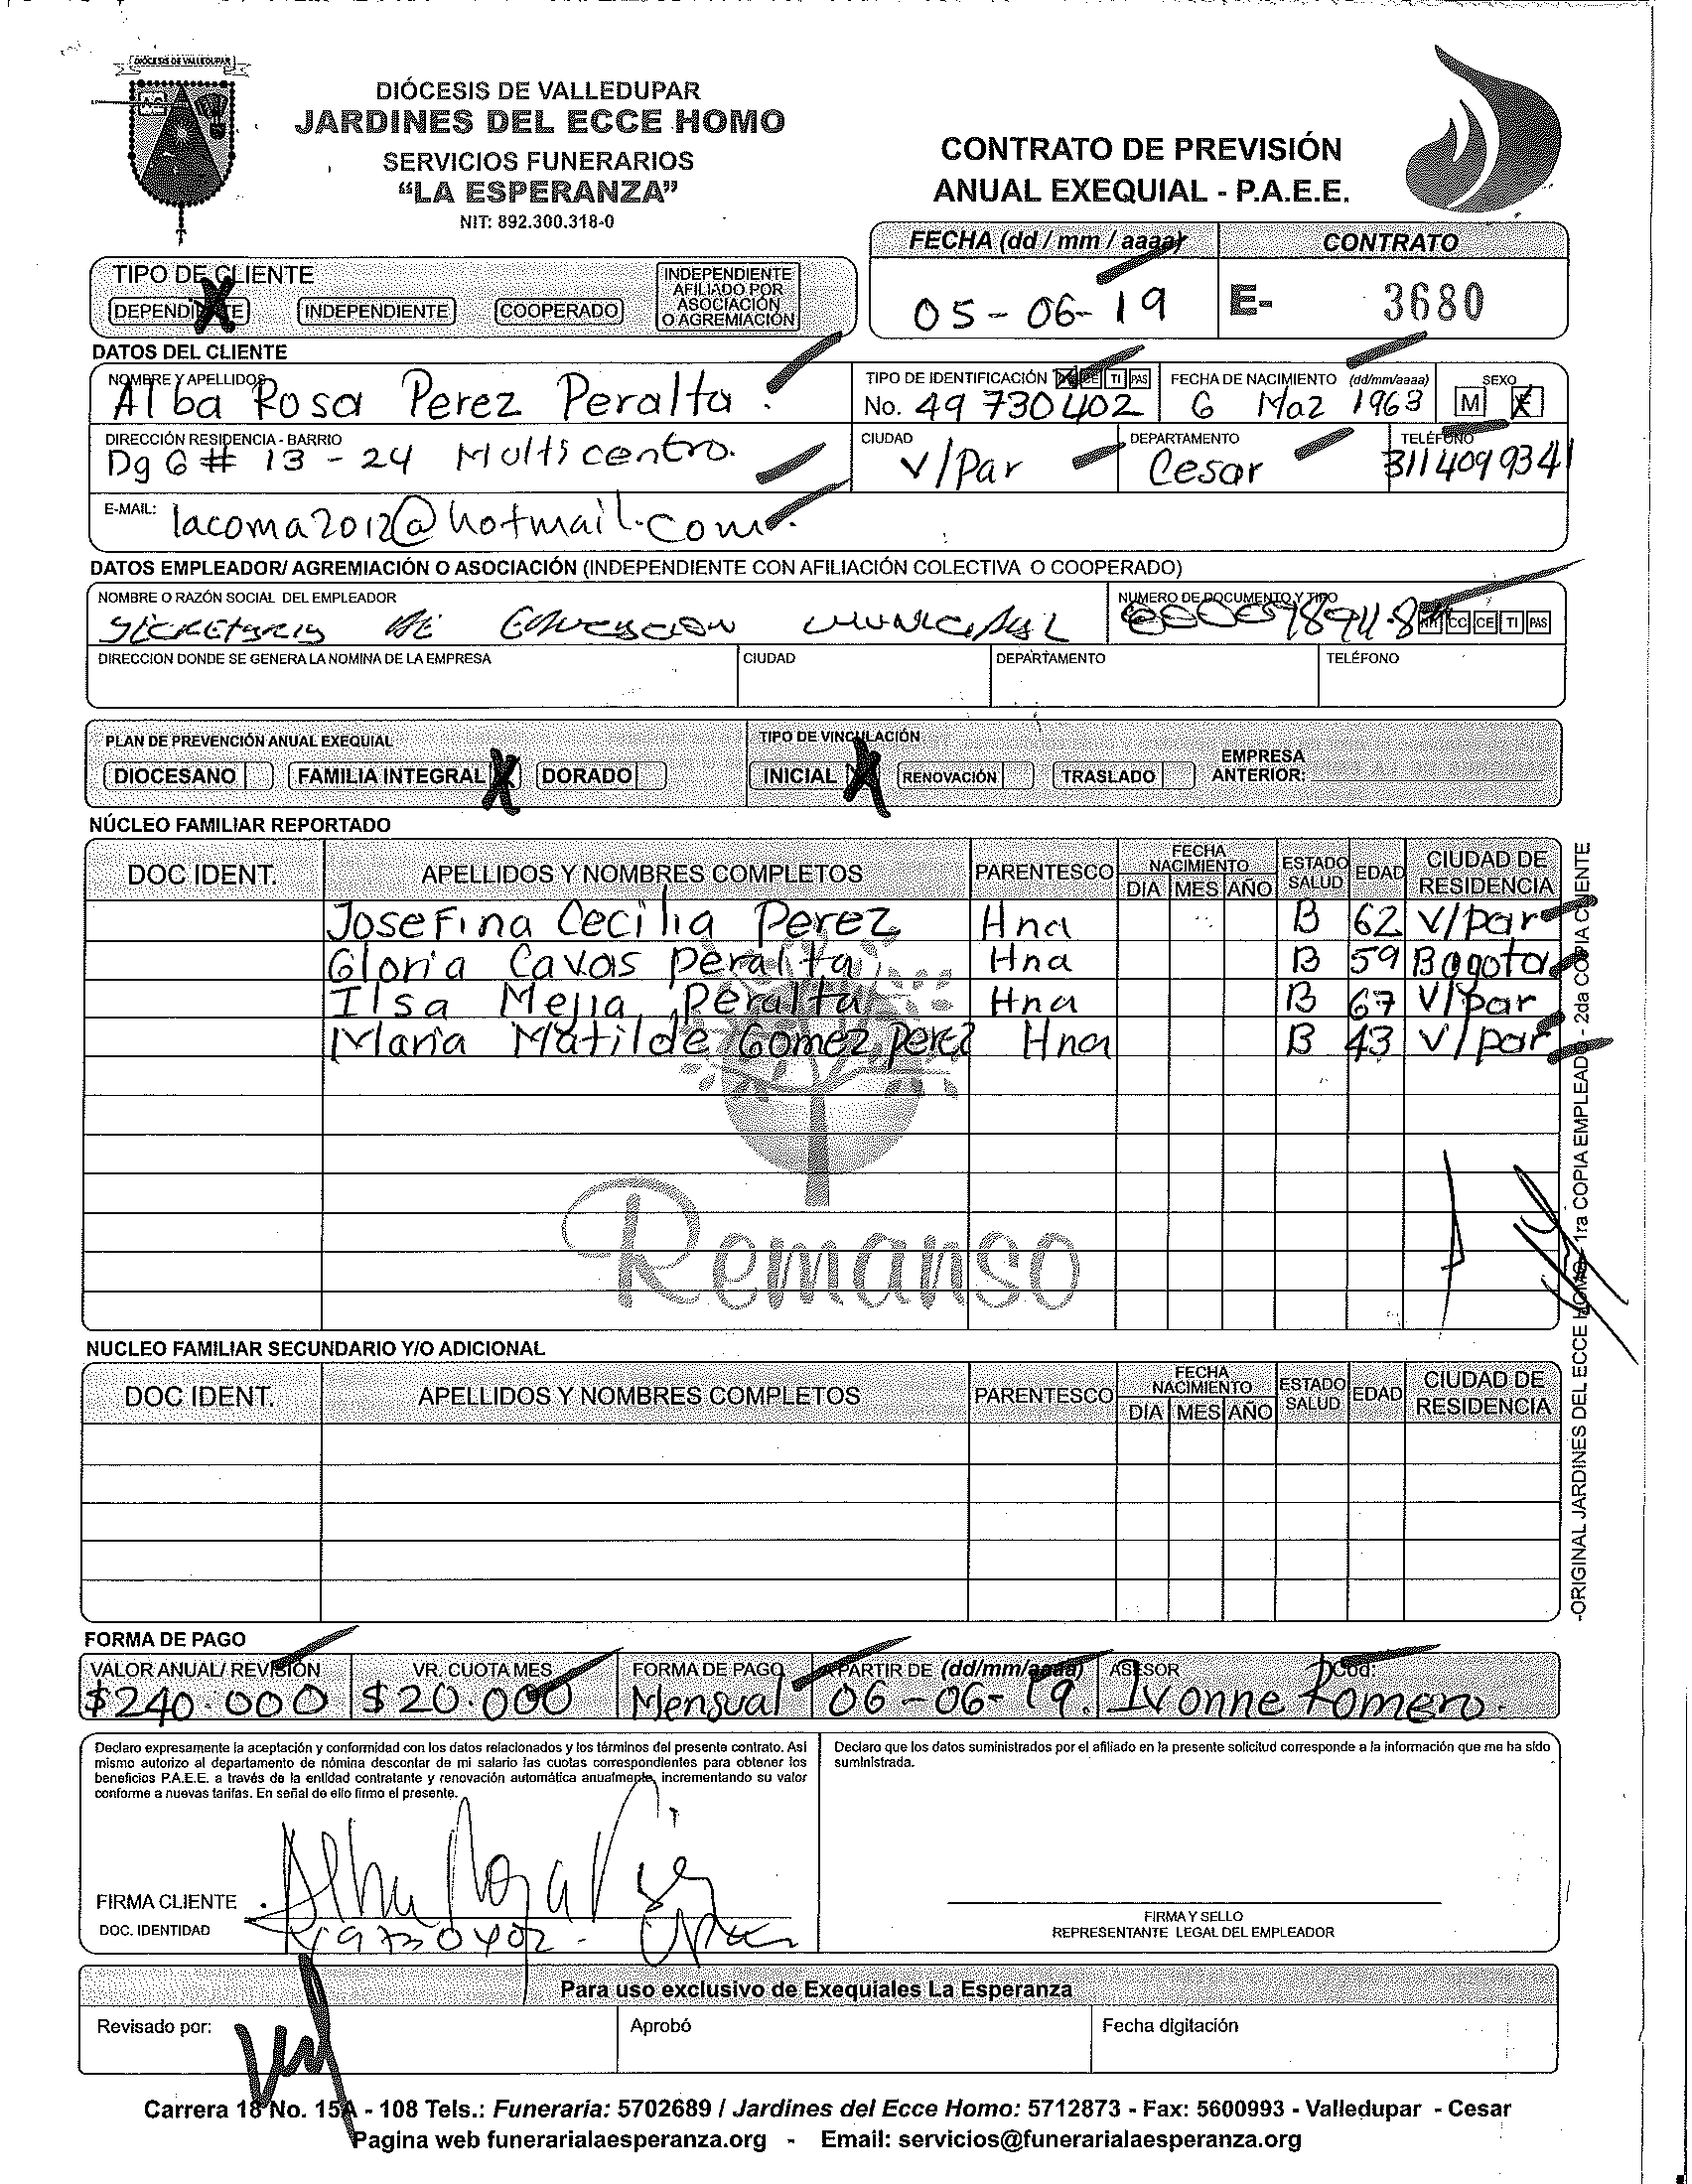 DIÓCESIS DE VALLEDUPAR
DIÓCESIS DE VALLEDUPAR
JARDINES DEL ECCE HOMO
SERVICIOS FUNERARIOS
“LA ESPERANZA”
NIT: 892.300.318-0
CONTRATO DE PREVISIÓN
ANUAL EXEQUIAL - P.A.E.E.
FECHA (dd / mm / aaaa) CONTRATO
05-06-19 E- 3680
TIPO DE CLIENTE
DEPENDIENTE X INDEPENDIENTE COOPERADO INDEPENDIENTE AFILIADO POR ASOCIACIÓN O AGREMIACIÓN
DATOS DEL CLIENTE
NOMBRE Y APELLIDOS TIPO DE IDENTIFICACIÓN CE TI PAS FECHA DE NACIMIENTO (dd/mm/aaaa) SEXO
Alba Rosa Perez Peralta. No. 49 730402 6 Maz 1963 M X
DIRECCIÓN RESIDENCIA - BARRIO CIUDAD DEPARTAMENTO TELÉFONO
Dg 6 # 13 - 24 Multicentro. V/Par Cesar 3114099341
E-MAIL: lacoma2012@hotmail.com.
DATOS EMPLEADOR/ AGREMIACIÓN O ASOCIACIÓN (INDEPENDIENTE CON AFILIACIÓN COLECTIVA O COOPERADO)
NOMBRE O RAZÓN SOCIAL DEL EMPLEADOR NUMERO DE DOCUMENTO Y TIPO
Secretaria de Educacion Municipal CC CE TI PAS
DIRECCION DONDE SE GENERA LA NOMINA DE LA EMPRESA CIUDAD DEPARTAMENTO TELÉFONO
PLAN DE PREVENCIÓN ANUAL EXEQUIAL TIPO DE VINCULACIÓN
DIOCESANO FAMILIA INTEGRAL X DORADO INICIAL X RENOVACIÓN TRASLADO EMPRESA ANTERIOR:
NÚCLEO FAMILIAR REPORTADO
DOC IDENT. APELLIDOS Y NOMBRES COMPLETOS PARENTESCO FECHA NACIMIENTO DIA MES AÑO ESTADO SALUD EDAD CIUDAD DE RESIDENCIA
Josefina Cecilia Perez Hna B 62 V/par
Gloria Cavas Peralta Hna B 59 Bogota
Ilsa Mejia Peralta Hna B 67 V/par
Maria Matilde Gomez Perez Hna B 43 V/par
Remanso
-ORIGINAL JARDINES DEL ECCE HOMO - 1ra COPIA EMPLEADO - 2da COPIA CLIENTE
NUCLEO FAMILIAR SECUNDARIO Y/O ADICIONAL
DOC IDENT. APELLIDOS Y NOMBRES COMPLETOS PARENTESCO FECHA NACIMIENTO DIA MES AÑO ESTADO SALUD EDAD CIUDAD DE RESIDENCIA
FORMA DE PAGO
VALOR ANUAL/ REVISIÓN VR. CUOTA MES FORMA DE PAGO A PARTIR DE (dd/mm/aaaa) ASESOR Cod:
$240.000 $20.000 Mensual 06-06-19. Ivonne Romero.
Declaro expresamente la aceptación y conformidad con los datos relacionados y los términos del presente contrato. Así
mismo autorizo al departamento de nómina descontar de mi salario las cuotas correspondientes para obtener los
beneficios P.A.E.E. a través de la entidad contratante y renovación automática anualmente, incrementando su valor
conforme a nuevas tarifas. En señal de ello firmo el presente.
Declaro que los datos suministrados por el afiliado en la presente solicitud corresponde a la información que me ha sido
suministrada.
FIRMA CLIENTE Alba Rosa Perez
DOC. IDENTIDAD 49730402 -
FIRMA Y SELLO
REPRESENTANTE LEGAL DEL EMPLEADOR
Para uso exclusivo de Exequiales La Esperanza
Revisado por: Aprobó Fecha digitación
Carrera 18 No. 15A - 108 Tels.: Funeraria: 5702689 / Jardines del Ecce Homo: 5712873 - Fax: 5600993 - Valledupar - Cesar
Pagina web funerarialaesperanza.org - Email: servicios@funerarialaesperanza.org